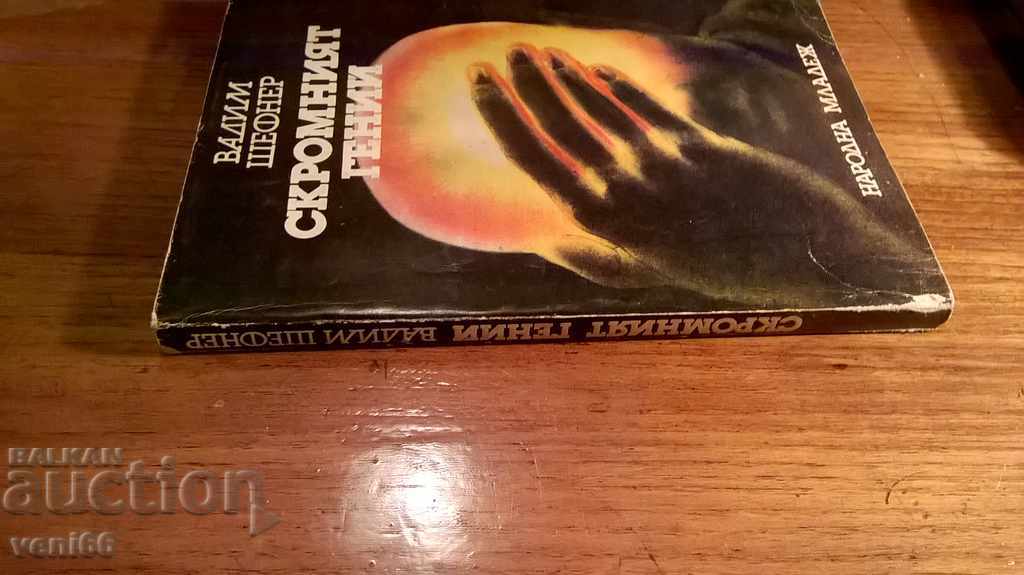 ВАДИМ
ШЕФНЕР
СКРОМНИЯТ
ГЕНИЙ
НАРОДНА МЛАДЕЖ
СКРОМНИЯТ ГЕНИЙ ВАДИМ ШЕФНЕР
BALKAN
auction
veni66